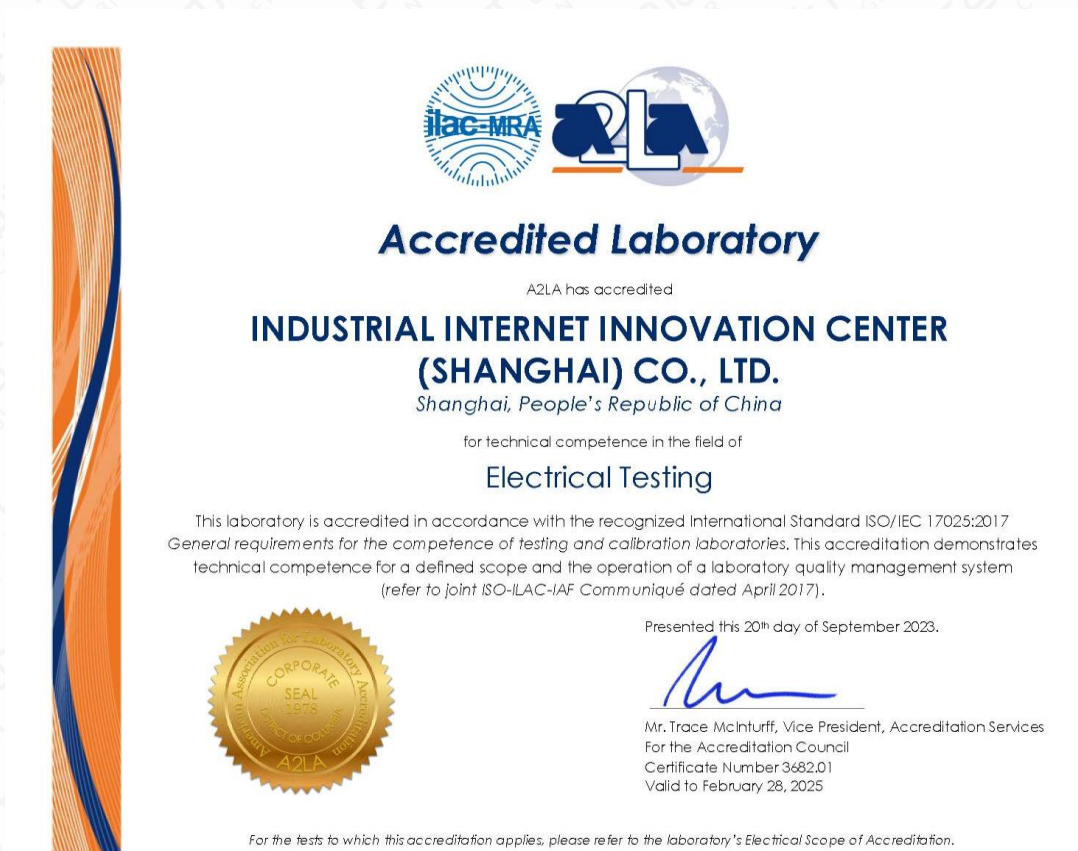 ilac-MRA
A2LA
Accredited Laboratory
A2LA has accredited
INDUSTRIAL INTERNET INNOVATION CENTER
(SHANGHAI) CO., LTD.
Shanghai, People's Republic of China
for technical competence in the field of
Electrical Testing
This laboratory is accredited in accordance with the recognized International Standard ISO/IEC 17025:2017
General requirements for the competence of testing and calibration laboratories. This accreditation demonstrates
technical competence for a defined scope and the operation of a laboratory quality management system
(refer to joint ISO-ILAC-IAF Communiqué dated April 2017).
American Association for Laboratory Accreditation
CORPORATE
SEAL
1978
DISTRICT OF COLUMBIA
A2LA
Presented this 20th day of September 2023.
Mr. Trace McInturff, Vice President, Accreditation Services
For the Accreditation Council
Certificate Number 3682.01
Valid to February 28, 2025
For the tests to which this accreditation applies, please refer to the laboratory's Electrical Scope of Accreditation.